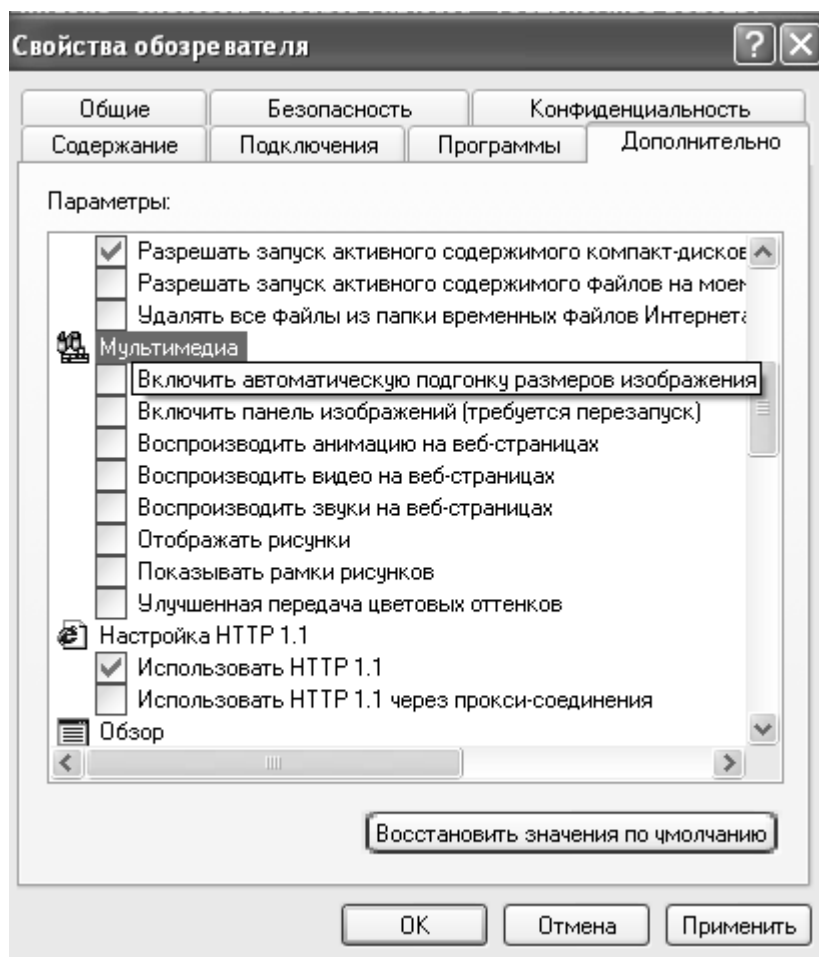 Свойства обозревателя
Общие Безопасность Конфиденциальность
Содержание Подключения Программы Дополнительно
Параметры:
Разрешать запуск активного содержимого компакт-дисков
Разрешать запуск активного содержимого файлов на моем
Удалять все файлы из папки временных файлов Интернета
Мультимедиа
Включить автоматическую подгонку размеров изображения
Включить панель изображений (требуется перезапуск)
Воспроизводить анимацию на веб-страницах
Воспроизводить видео на веб-страницах
Воспроизводить звуки на веб-страницах
Отображать рисунки
Показывать рамки рисунков
Улучшенная передача цветовых оттенков
Настройка HTTP 1.1
Использовать HTTP 1.1
Использовать HTTP 1.1 через прокси-соединения
Обзор
Восстановить значения по умолчанию
OK Отмена Применить